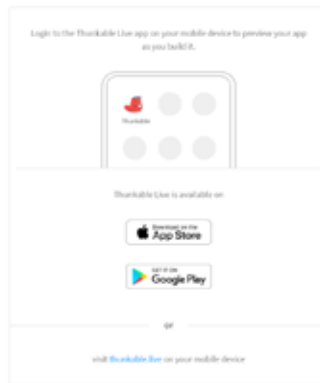 Login to the Thunkable Live app on your mobile device to preview your app
as you build it.
Thunkable
Thunkable Live is available on
Download on the
App Store
GET IT ON
Google Play
or
visit thunkable.live on your mobile device